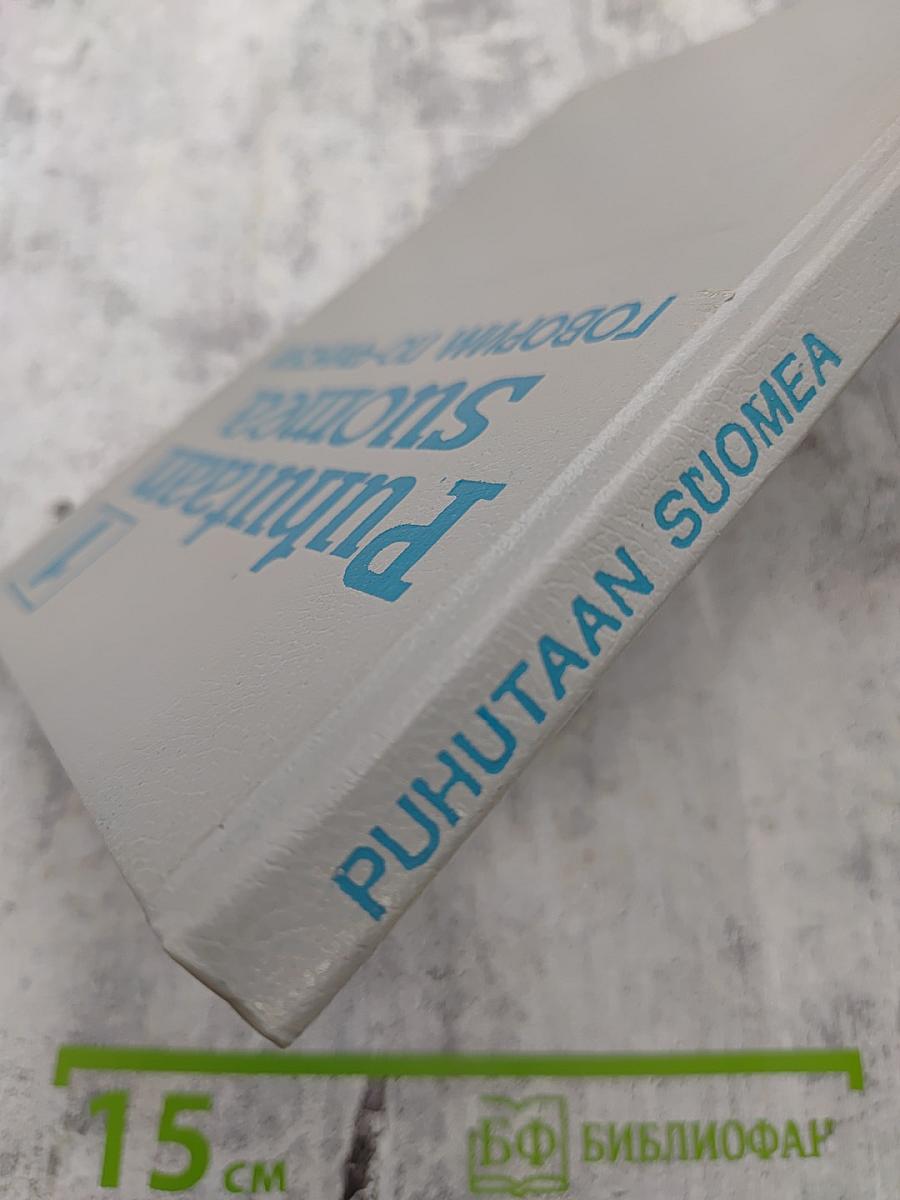 PUHUTAAN SUOMEA
1
Puhutaan
suomea
ГОВОРИМ ПО-ФИНСКИ
15 см
БФ БИБЛИОФАН